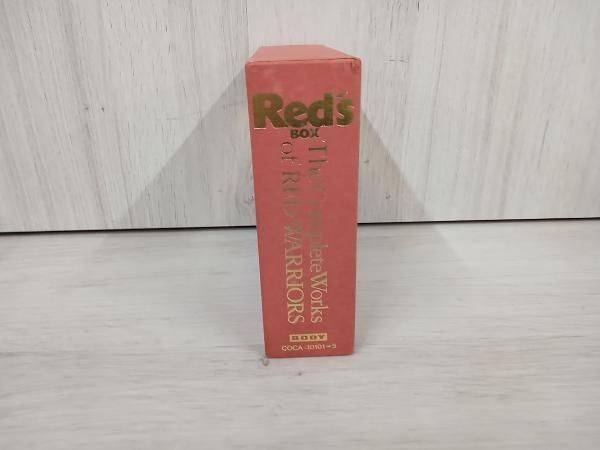 Red's
BOX
The Complete Works
of RED WARRIORS
BODY
COCA-10101→5